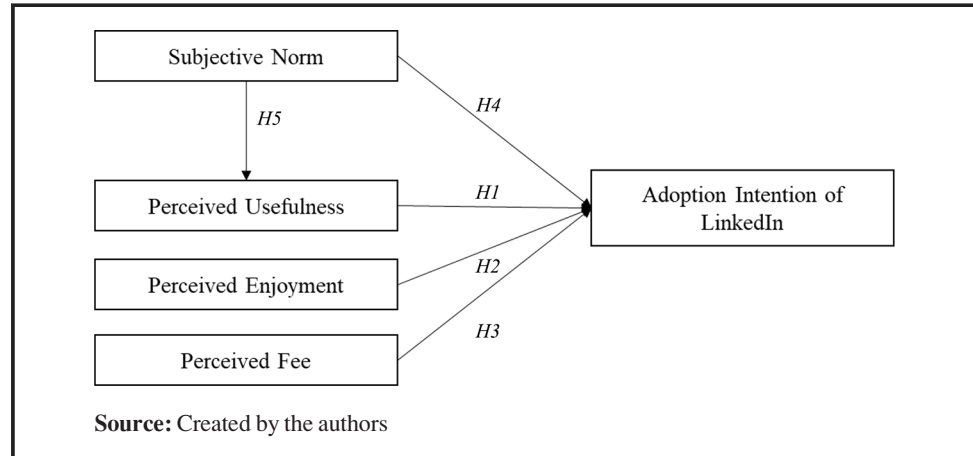 Subjective Norm
H4
H5
Perceived Usefulness
H1
Adoption Intention of
LinkedIn
Perceived Enjoyment
H2
H3
Perceived Fee
Source: Created by the authors